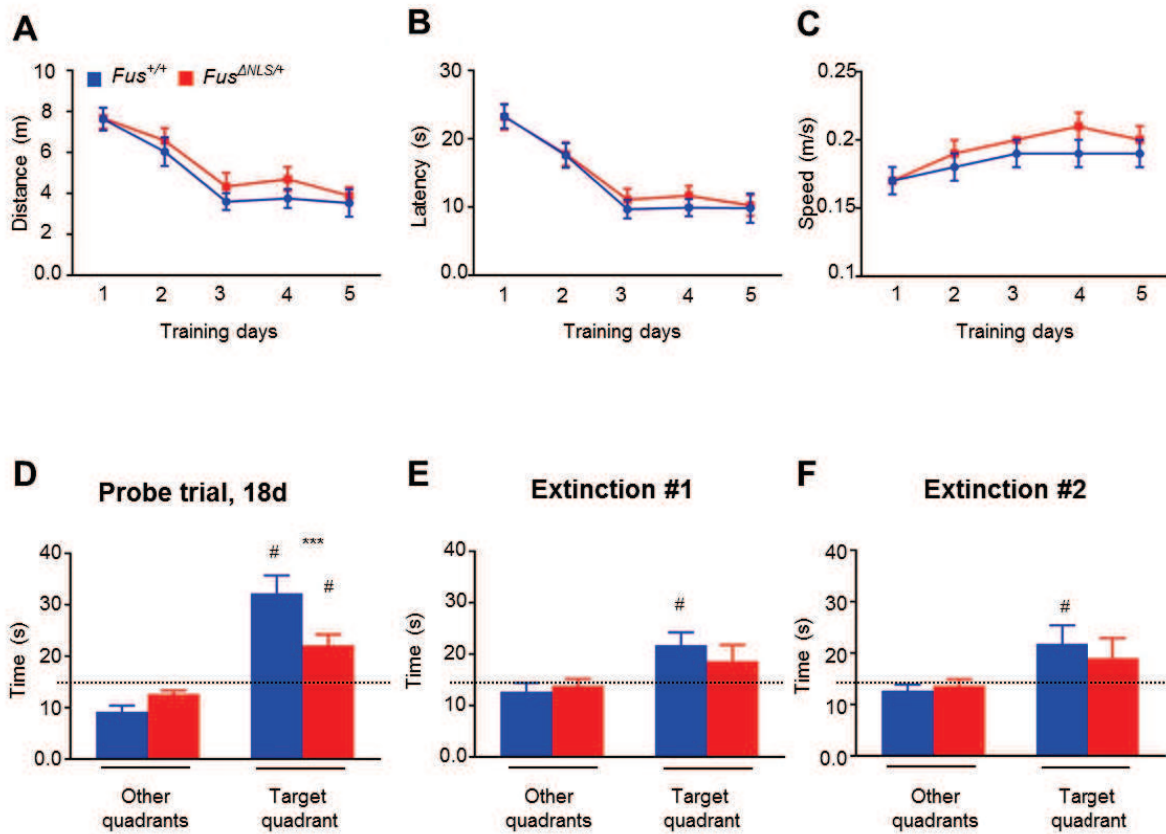 A
B
C
Fus+/+ FusΔNLS/+
Distance (m)
10
8
6
4
2
0.0
1 2 3 4 5
Training days
Latency (s)
30
20
10
0.0
1 2 3 4 5
Training days
Speed (m/s)
0.25
0.2
0.15
0.1
1 2 3 4 5
Training days
D
Probe trial, 18d
Time (s)
40
30
20
10
0.0
# *** #
Other quadrants
Target quadrant
E
Extinction #1
Time (s)
40
30
20
10
0.0
#
Other quadrants
Target quadrant
F
Extinction #2
Time (s)
40
30
20
10
0.0
#
Other quadrants
Target quadrant